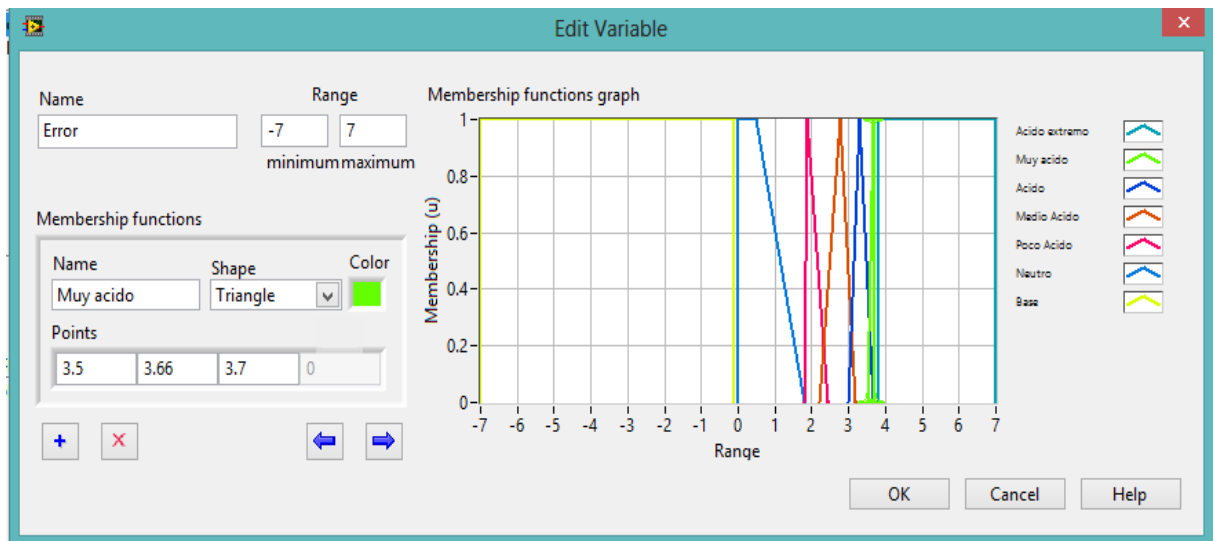 Edit Variable
Name
Range
Error
-7
7
minimum maximum
Membership functions
Name
Shape
Color
Muy acido
Triangle
Points
3.5
3.66
3.7
0
Membership functions graph
Membership (u)
1
0.8
0.6
0.4
0.2
0
-7 -6 -5 -4 -3 -2 -1 0 1 2 3 4 5 6 7
Range
Acido extremo
Muy acido
Acido
Medio Acido
Poco Acido
Neutro
Base
OK
Cancel
Help